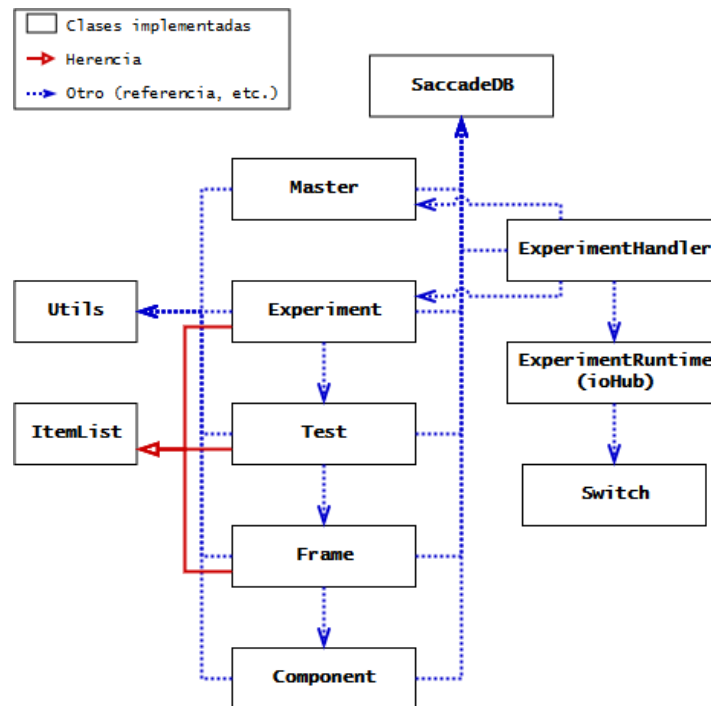 Clases implementadas
Herencia
Otro (referencia, etc.)
SaccadeDB
Master
ExperimentHandler
Utils
Experiment
ExperimentRuntime
(ioHub)
ItemList
Test
Switch
Frame
Component